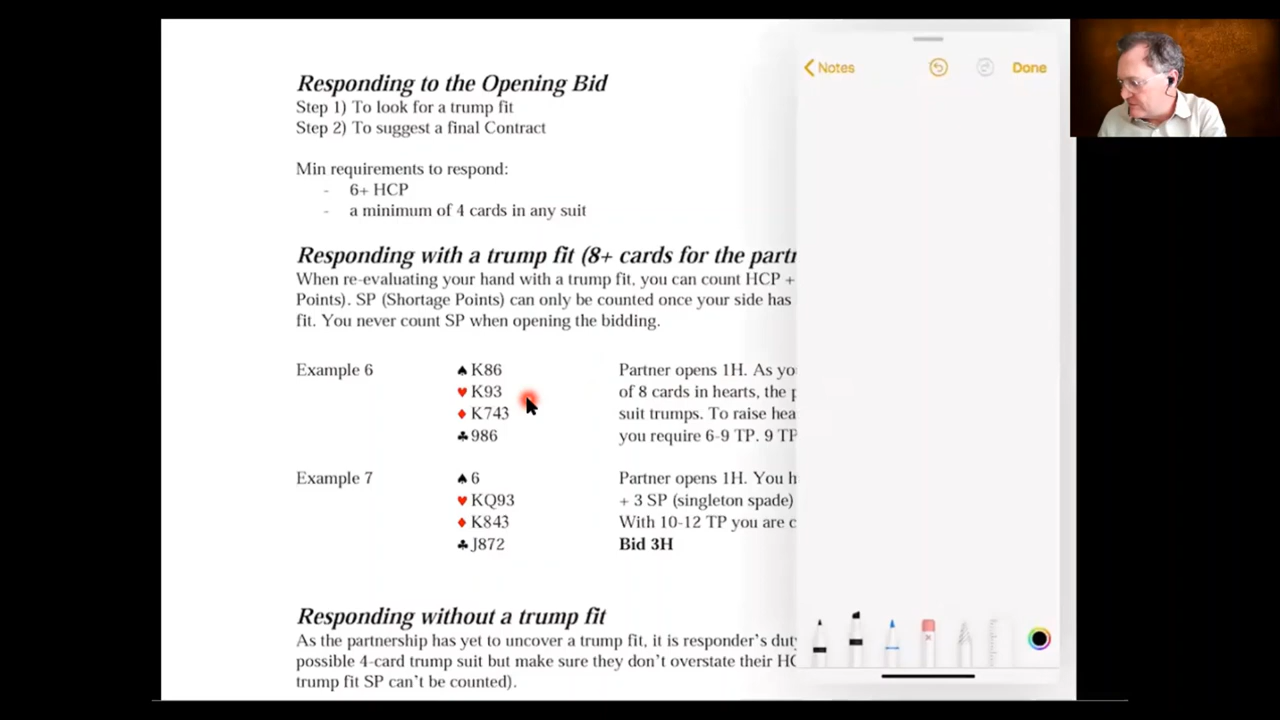 Responding to the Opening Bid
Step 1) To look for a trump fit
Step 2) To suggest a final Contract
Min requirements to respond:
- 6+ HCP
- a minimum of 4 cards in any suit
Responding with a trump fit (8+ cards for the partn
When re-evaluating your hand with a trump fit, you can count HCP +
Points). SP (Shortage Points) can only be counted once your side has
fit. You never count SP when opening the bidding.
Example 6 ♠ K86 Partner opens 1H. As yo
♥ K93 of 8 cards in hearts, the p
♦ K743 suit trumps. To raise hea
♣ 986 you require 6-9 TP. 9 TP
Example 7 ♠ 6 Partner opens 1H. You h
♥ KQ93 + 3 SP (singleton spade)
♦ K843 With 10-12 TP you are c
♣ J872 Bid 3H
Responding without a trump fit
As the partnership has yet to uncover a trump fit, it is responder's duty
possible 4-card trump suit but make sure they don't overstate their HC
trump fit SP can't be counted).
Notes Done